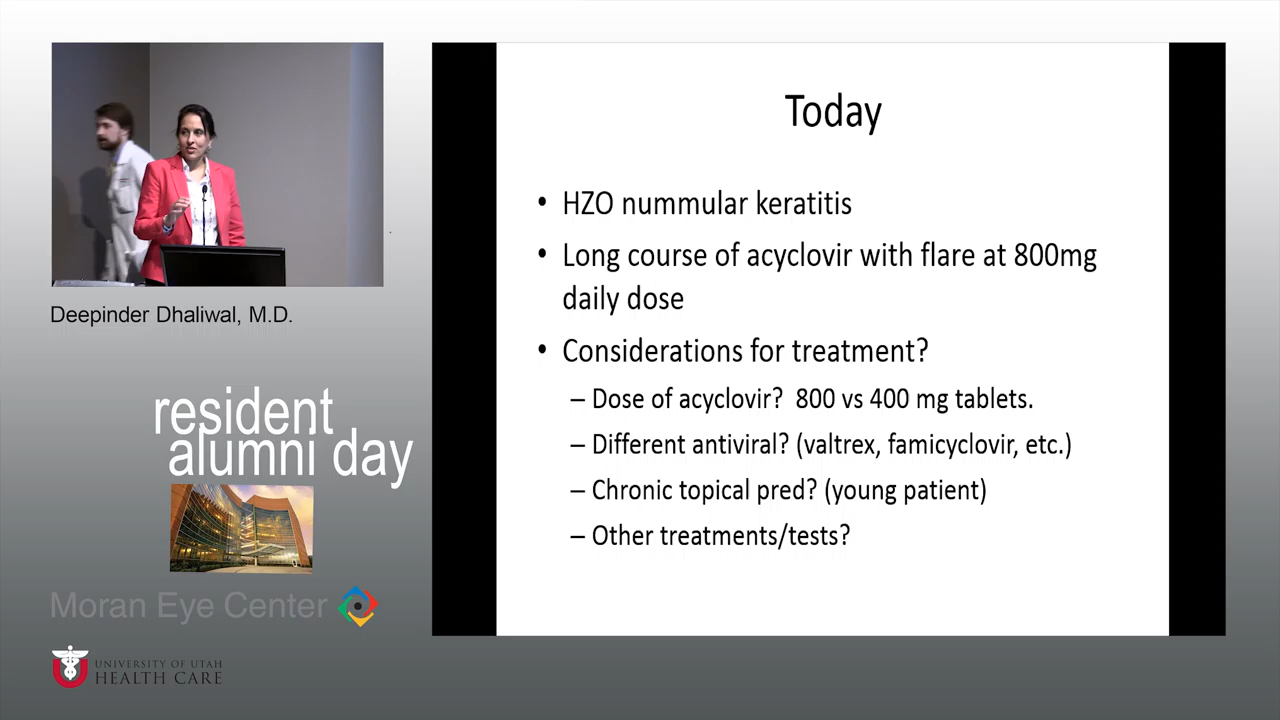 Today
• HZO nummular keratitis
• Long course of acyclovir with flare at 800mg
daily dose
• Considerations for treatment?
– Dose of acyclovir?  800 vs 400 mg tablets.
– Different antiviral? (valtrex, famicyclovir, etc.)
– Chronic topical pred? (young patient)
– Other treatments/tests?
Deepinder Dhaliwal, M.D.
resident
alumni day
Moran Eye Center
UNIVERSITY OF UTAH
HEALTH CARE